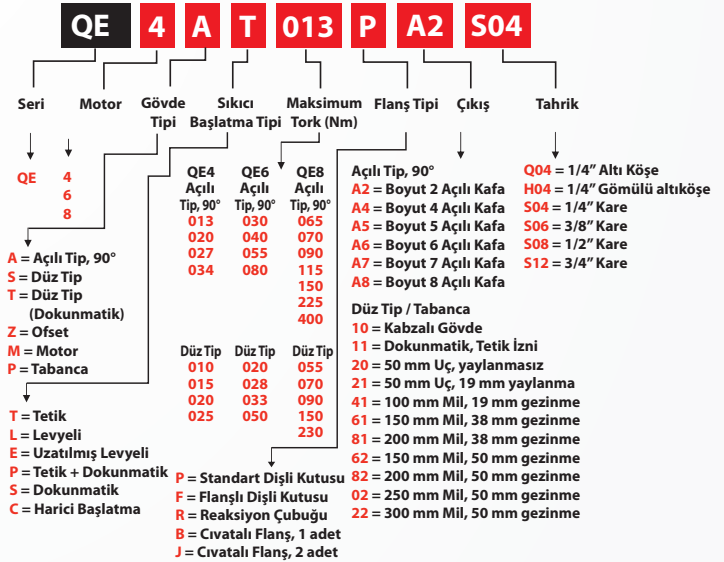 QE 4 A T 013 P A2 S04
Seri
Motor
Gövde
Tipi
Sıkıcı
Başlatma Tipi
Maksimum
Tork (Nm)
Flanş Tipi
Çıkış
Tahrik
QE
4
6
8
A = Açılı Tip, 90°
S = Düz Tip
T = Düz Tip
(Dokunmatik)
Z = Ofset
M = Motor
P = Tabanca
T = Tetik
L = Levyeli
E = Uzatılmış Levyeli
P = Tetik + Dokunmatik
S = Dokunmatik
C = Harici Başlatma
QE4
Açılı
Tip, 90°
013
020
027
034
QE6
Açılı
Tip, 90°
030
040
055
080
QE8
Açılı
Tip, 90°
065
070
090
115
150
225
400
Düz Tip
010
015
020
025
Düz Tip
020
028
033
050
Düz Tip
055
070
090
150
230
P = Standart Dişli Kutusu
F = Flanşlı Dişli Kutusu
R = Reaksiyon Çubuğu
B = Cıvatalı Flanş, 1 adet
J = Cıvatalı Flanş, 2 adet
Açılı Tip, 90°
A2 = Boyut 2 Açılı Kafa
A4 = Boyut 4 Açılı Kafa
A5 = Boyut 5 Açılı Kafa
A6 = Boyut 6 Açılı Kafa
A7 = Boyut 7 Açılı Kafa
A8 = Boyut 8 Açılı Kafa
Düz Tip / Tabanca
10 = Kabzalı Gövde
11 = Dokunmatik, Tetik İzni
20 = 50 mm Uç, yaylanmasız
21 = 50 mm Uç, 19 mm yaylanma
41 = 100 mm Mil, 19 mm gezinme
61 = 150 mm Mil, 38 mm gezinme
81 = 200 mm Mil, 38 mm gezinme
62 = 150 mm Mil, 50 mm gezinme
82 = 200 mm Mil, 50 mm gezinme
02 = 250 mm Mil, 50 mm gezinme
22 = 300 mm Mil, 50 mm gezinme
Q04 = 1/4” Altı Köşe
H04 = 1/4” Gömülü altıköşe
S04 = 1/4” Kare
S06 = 3/8” Kare
S08 = 1/2” Kare
S12 = 3/4” Kare